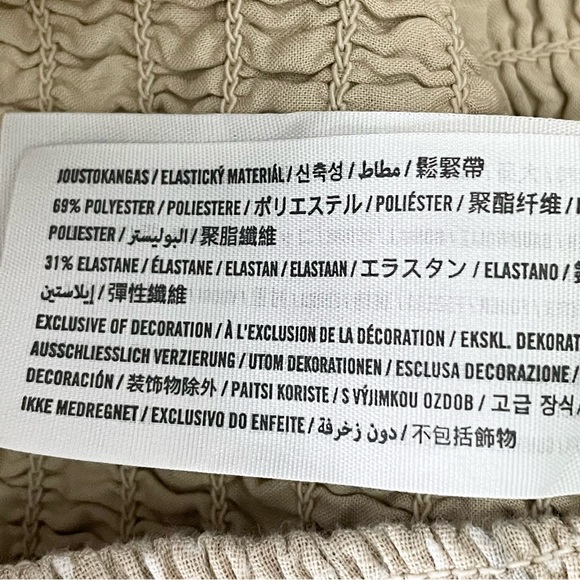 JOUSTOKANGAS / ELASTICKÝ MATERIÁL / 신축성 / مطاط / 鬆緊帶
69% POLYESTER / POLIESTERE / ポリエステル / POLIÉSTER / 聚酯纤维 /
POLIESTER / البوليستر / 聚脂纖維
31% ELASTANE / ÉLASTANE / ELASTAN / ELASTAAN / エラスタン / ELASTANO /
إيلاستين / 彈性纖維
EXCLUSIVE OF DECORATION / À L'EXCLUSION DE LA DÉCORATION / EKSKL. DEKORAT
AUSSCHLIESSLICH VERZIERUNG / UTOM DEKORATIONEN / ESCLUSA DECORAZIONE /
DECORACIÓN / 装饰物除外 / PAITSI KORISTE / S VÝJIMKOU OZDOB / 고급 장식 /
IKKE MEDREGNET / EXCLUSIVO DO ENFEITE / دون زخرفة / 不包括飾物